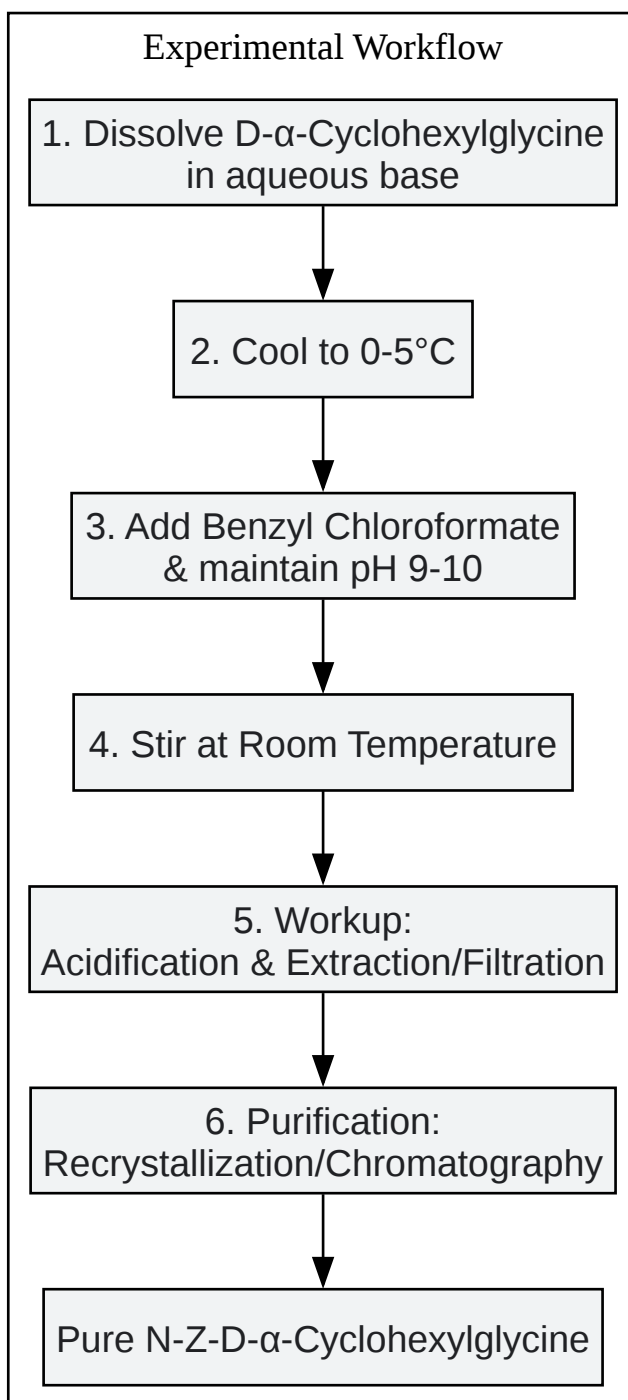 Experimental Workflow
1. Dissolve D-α-Cyclohexylglycine
in aqueous base
2. Cool to 0-5°C
3. Add Benzyl Chloroformate
& maintain pH 9-10
4. Stir at Room Temperature
5. Workup:
Acidification & Extraction/Filtration
6. Purification:
Recrystallization/Chromatography
Pure N-Z-D-α-Cyclohexylglycine